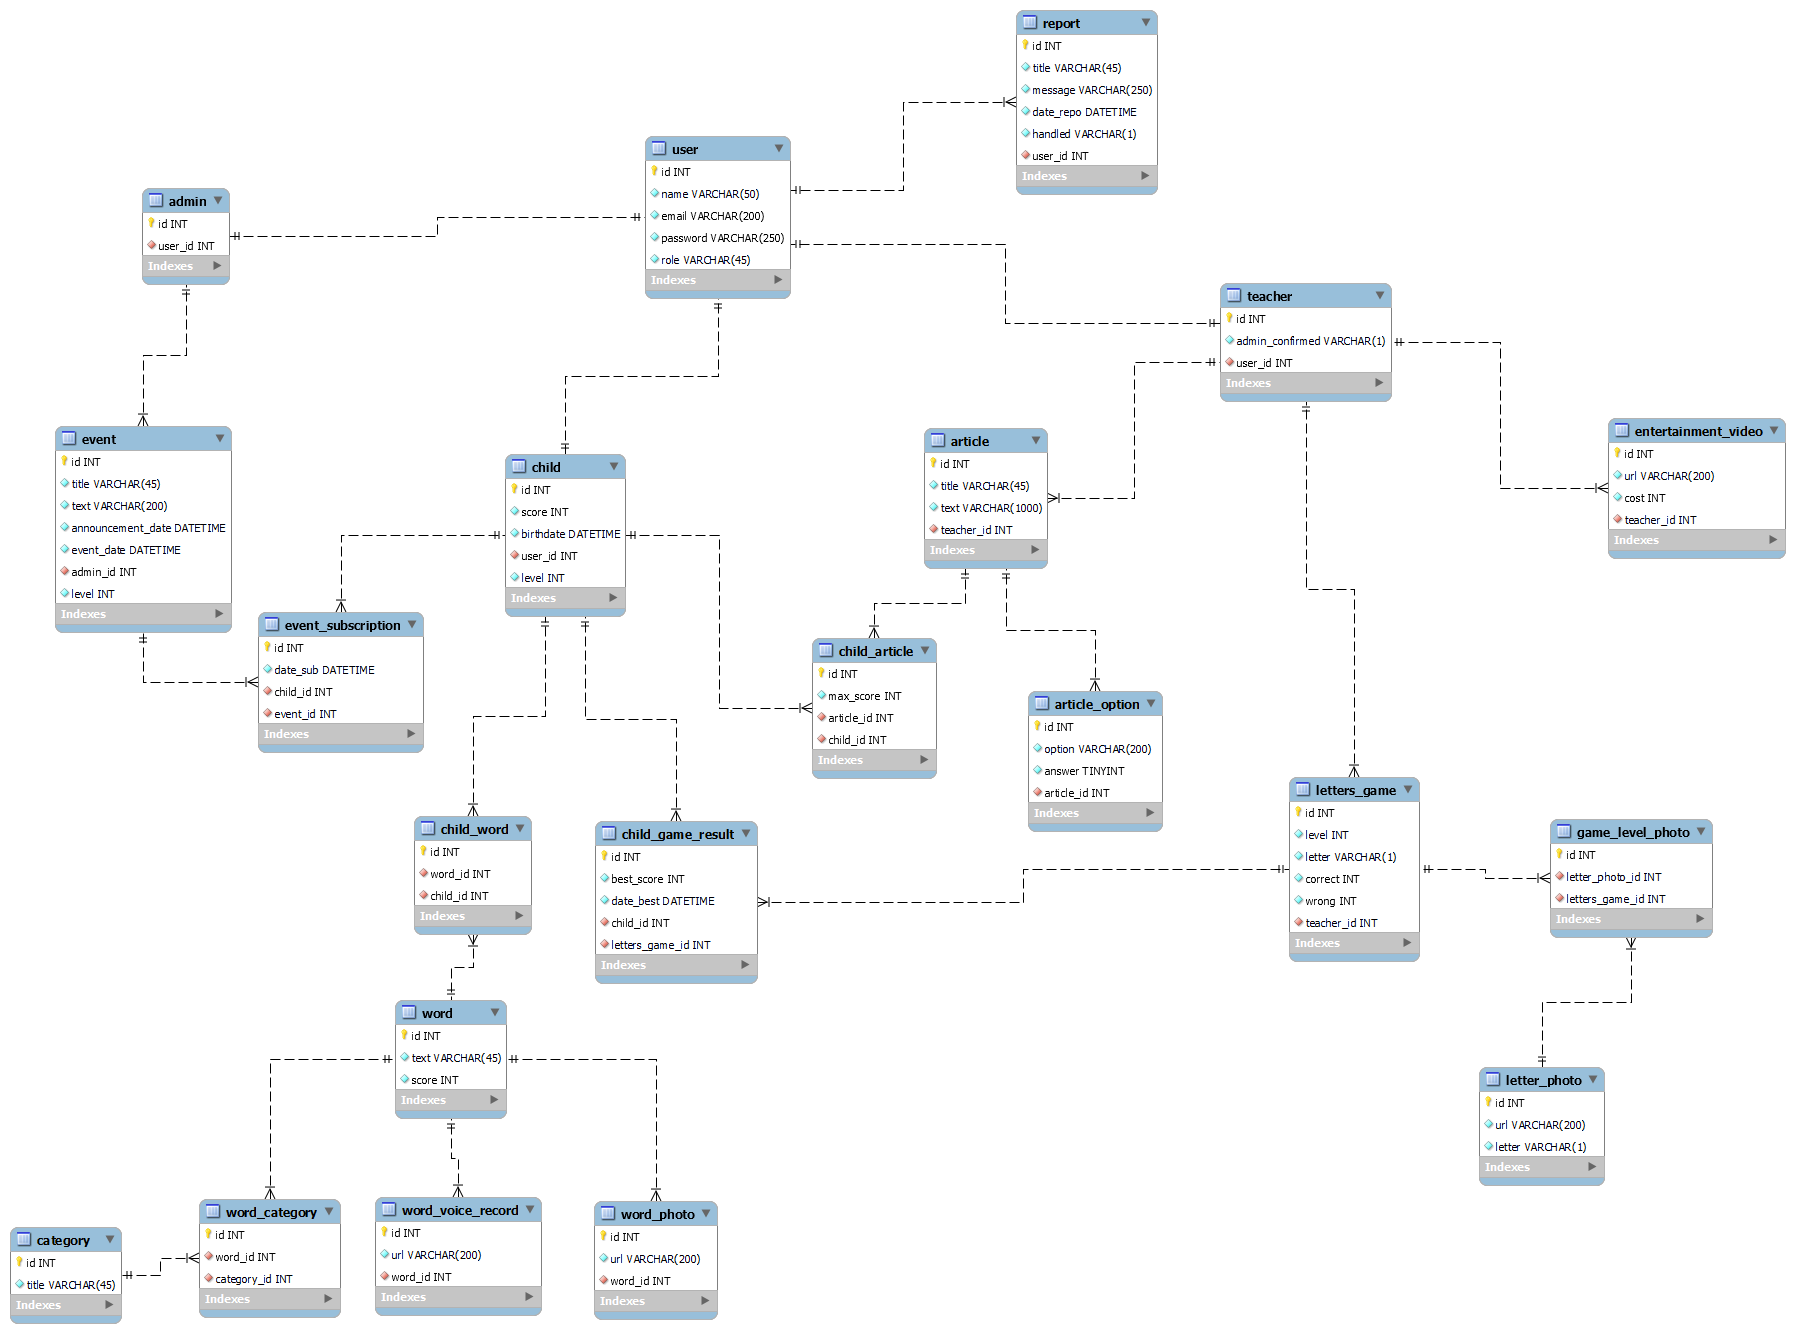 report
id INT
title VARCHAR(45)
message VARCHAR(250)
date_repo DATETIME
handled VARCHAR(1)
user_id INT
Indexes
user
id INT
name VARCHAR(50)
email VARCHAR(200)
password VARCHAR(250)
role VARCHAR(45)
Indexes
admin
id INT
user_id INT
Indexes
teacher
id INT
admin_confirmed VARCHAR(1)
user_id INT
Indexes
event
id INT
title VARCHAR(45)
text VARCHAR(200)
announcement_date DATETIME
event_date DATETIME
admin_id INT
level INT
Indexes
child
id INT
score INT
birthdate DATETIME
user_id INT
level INT
Indexes
article
id INT
title VARCHAR(45)
text VARCHAR(1000)
teacher_id INT
Indexes
entertainment_video
id INT
url VARCHAR(200)
cost INT
teacher_id INT
Indexes
event_subscription
id INT
date_sub DATETIME
child_id INT
event_id INT
Indexes
child_article
id INT
max_score INT
article_id INT
child_id INT
Indexes
article_option
id INT
option VARCHAR(200)
answer TINYINT
article_id INT
Indexes
letters_game
id INT
level INT
letter VARCHAR(1)
correct INT
wrong INT
teacher_id INT
Indexes
child_word
id INT
word_id INT
child_id INT
Indexes
child_game_result
id INT
best_score INT
date_best DATETIME
child_id INT
letters_game_id INT
Indexes
game_level_photo
id INT
letter_photo_id INT
letters_game_id INT
Indexes
word
id INT
text VARCHAR(45)
score INT
Indexes
letter_photo
id INT
url VARCHAR(200)
letter VARCHAR(1)
Indexes
category
id INT
title VARCHAR(45)
Indexes
word_category
id INT
word_id INT
category_id INT
Indexes
word_voice_record
id INT
url VARCHAR(200)
word_id INT
Indexes
word_photo
id INT
url VARCHAR(200)
word_id INT
Indexes